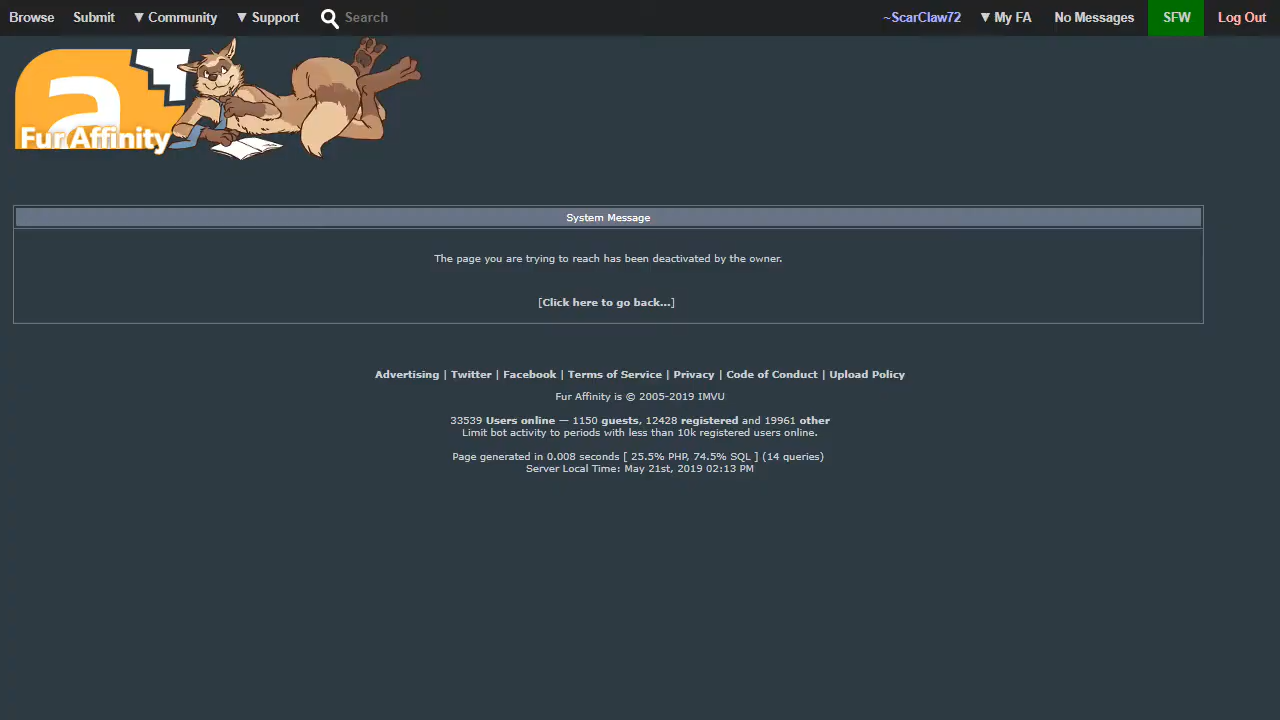 Browse Submit ▼ Community ▼ Support Search ~ScarClaw72 ▼ My FA No Messages SFW Log Out
a
Fur Affinity
System Message
The page you are trying to reach has been deactivated by the owner.
[Click here to go back...]
Advertising | Twitter | Facebook | Terms of Service | Privacy | Code of Conduct | Upload Policy
Fur Affinity is © 2005-2019 IMVU
33539 Users online — 1150 guests, 12428 registered and 19961 other
Limit bot activity to periods with less than 10k registered users online.
Page generated in 0.008 seconds [ 25.5% PHP, 74.5% SQL ] (14 queries)
Server Local Time: May 21st, 2019 02:13 PM